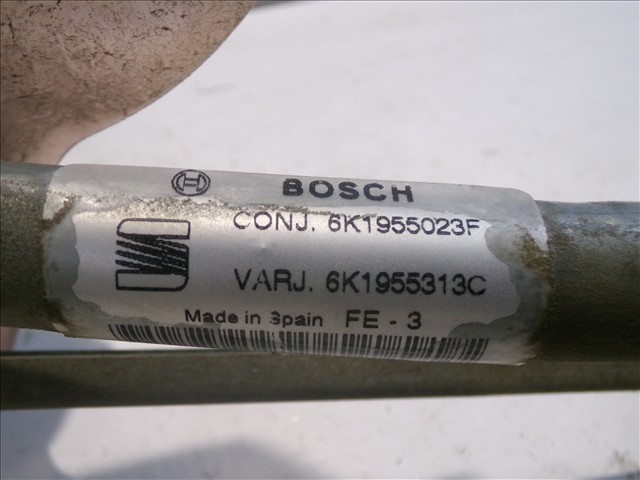 BOSCH
CONJ. 6K1955023F
VARJ. 6K1955313C
Made in Spain FE - 3